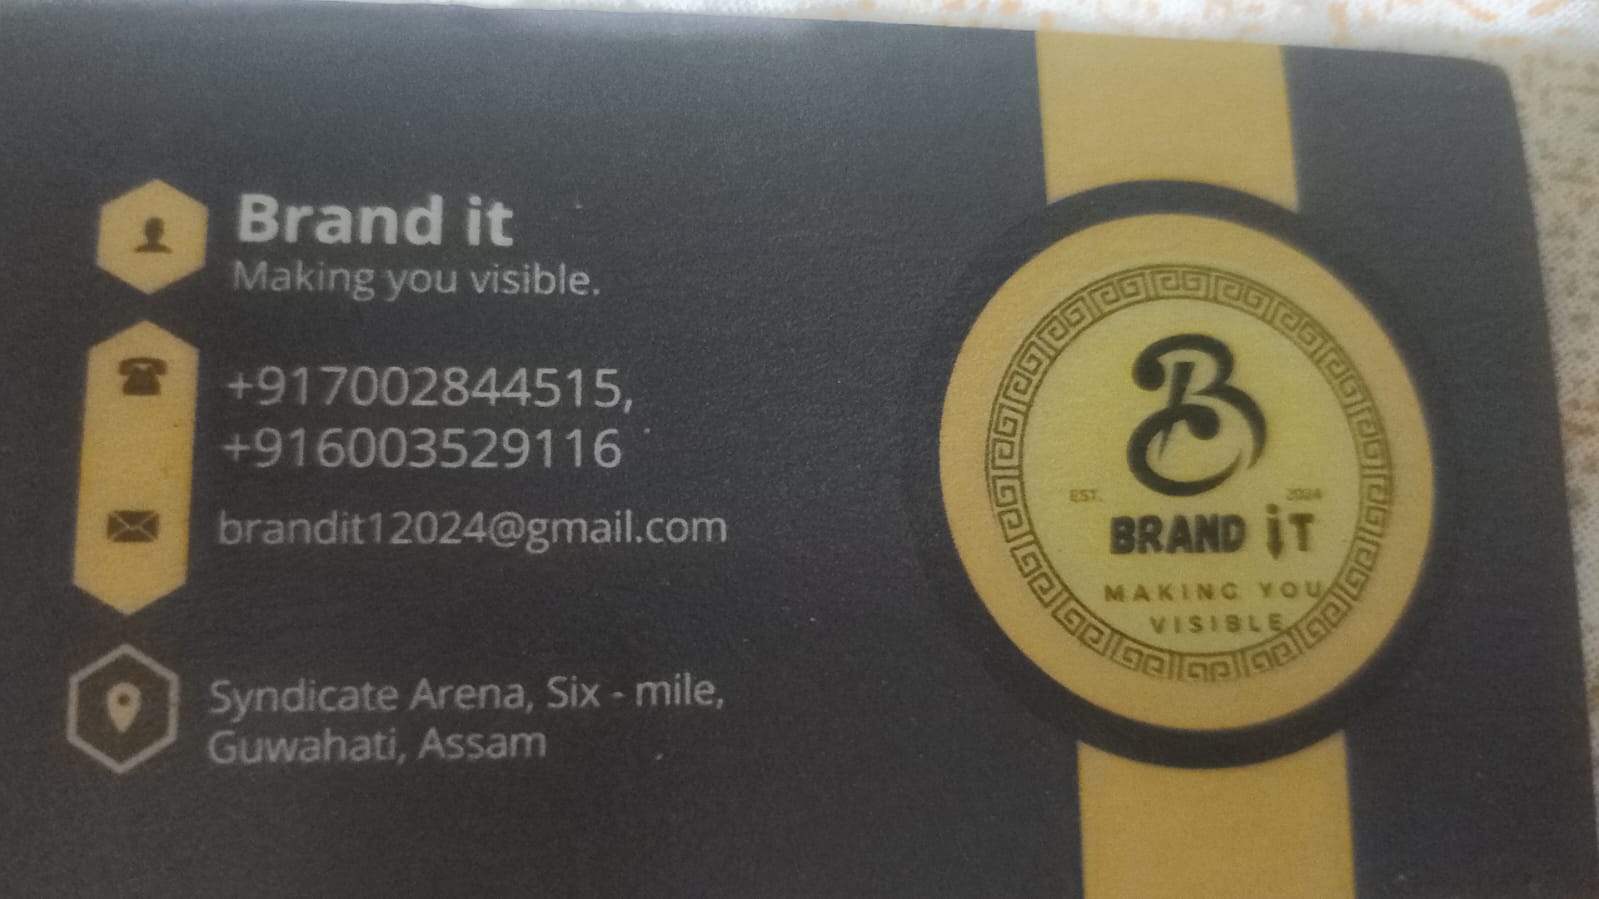 Brand it
Making you visible.
+917002844515,
+916003529116
brandit12024@gmail.com
Syndicate Arena, Six - mile,
Guwahati, Assam
B
EST. 2024
BRAND iT
MAKING YOU
VISIBLE